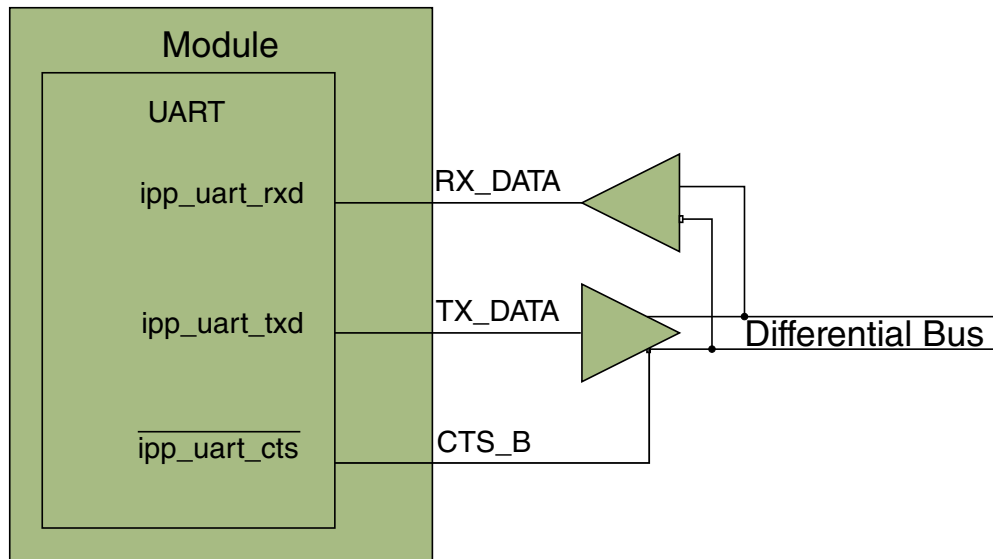 Module
UART
ipp_uart_rxd
RX_DATA
ipp_uart_txd
TX_DATA
Differential Bus
ipp_uart_cts
CTS_B